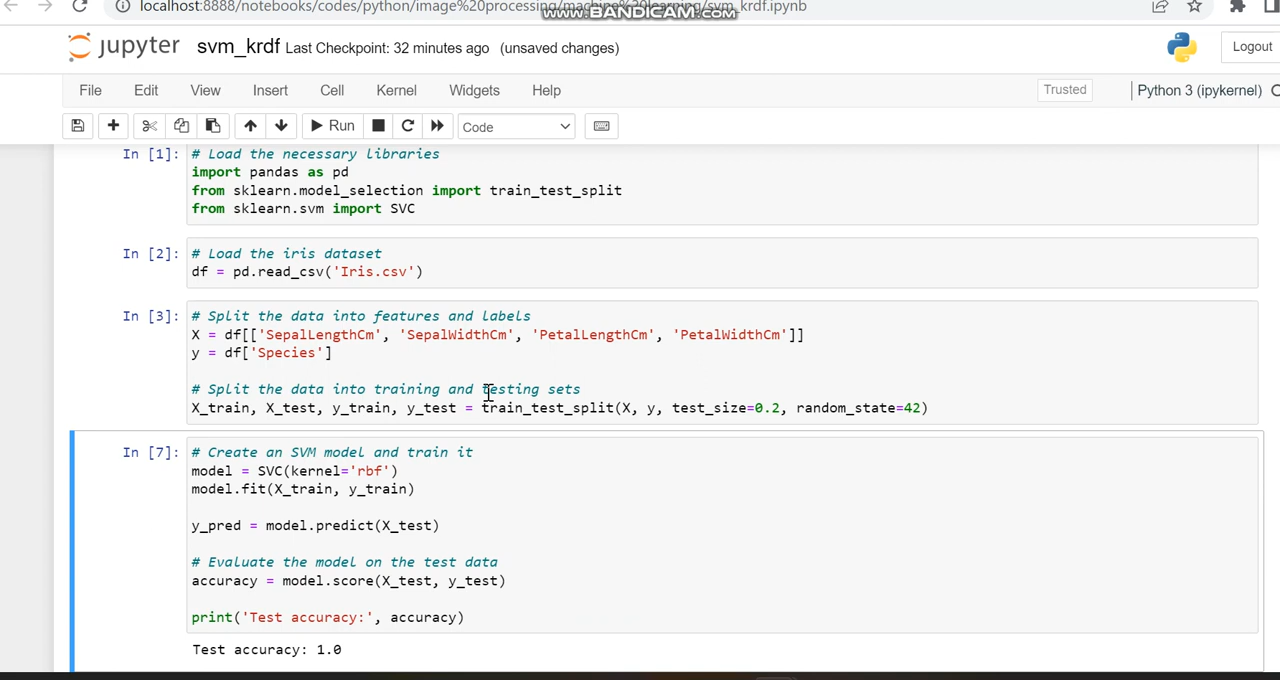 localhost:8888/notebooks/codes/python/image%20processing/machine%20learning/svm_krdf.ipynb
www.BANDICAM.com
jupyter svm_krdf Last Checkpoint: 32 minutes ago (unsaved changes) Logout
File Edit View Insert Cell Kernel Widgets Help Trusted Python 3 (ipykernel)
Run Code
In [1]: # Load the necessary libraries
import pandas as pd
from sklearn.model_selection import train_test_split
from sklearn.svm import SVC
In [2]: # Load the iris dataset
df = pd.read_csv('Iris.csv')
In [3]: # Split the data into features and labels
X = df[['SepalLengthCm', 'SepalWidthCm', 'PetalLengthCm', 'PetalWidthCm']]
y = df['Species']
# Split the data into training and testing sets
X_train, X_test, y_train, y_test = train_test_split(X, y, test_size=0.2, random_state=42)
In [7]: # Create an SVM model and train it
model = SVC(kernel='rbf')
model.fit(X_train, y_train)
y_pred = model.predict(X_test)
# Evaluate the model on the test data
accuracy = model.score(X_test, y_test)
print('Test accuracy:', accuracy)
Test accuracy: 1.0